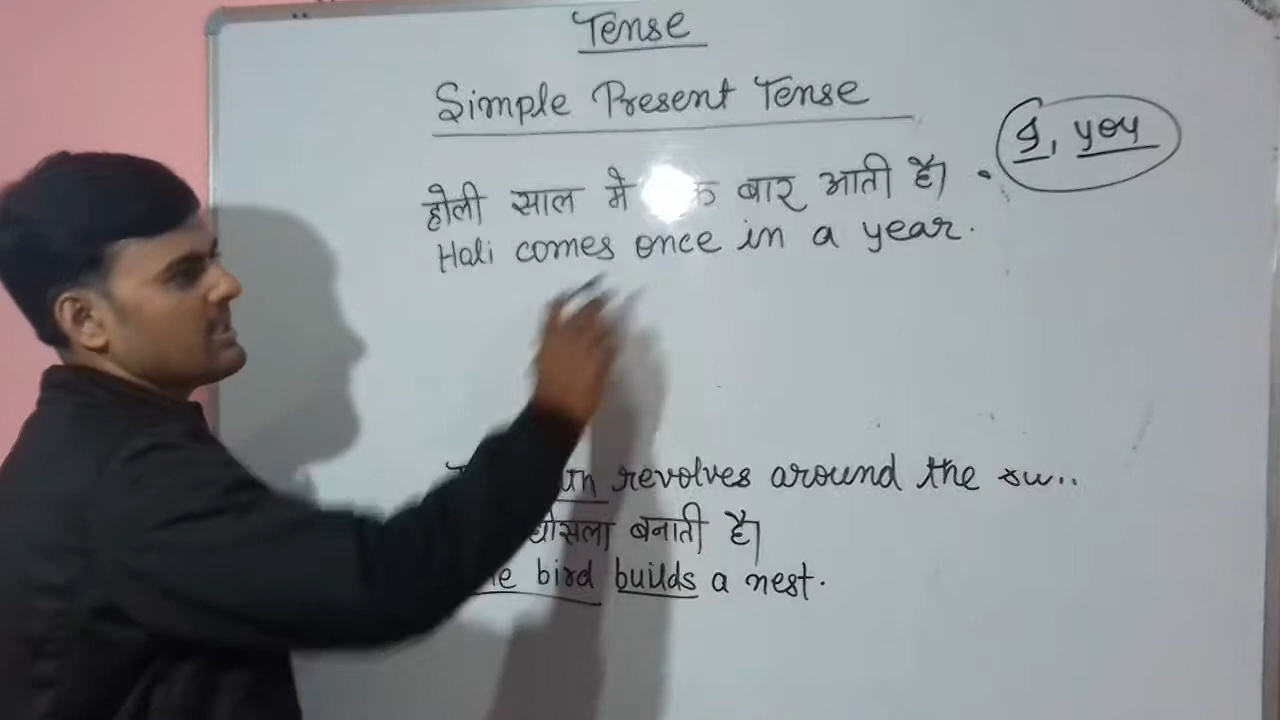 Tense
Simple Present Tense
I, you
होली साल मे बार आती है।
Holi comes once in a year.
revolves around the
घोसला बनाती है।
bird builds a nest.